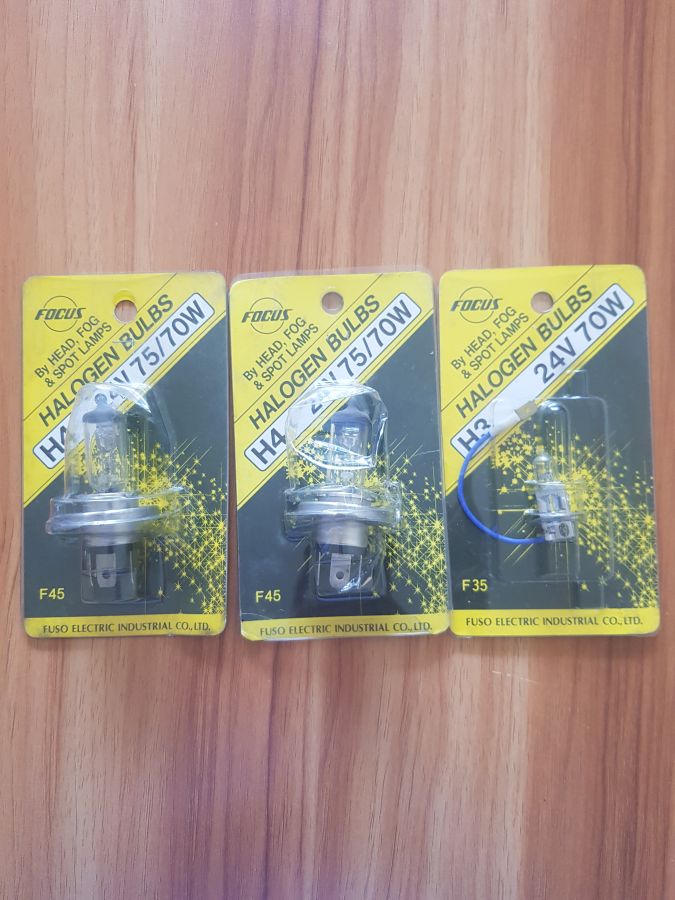 FOCUS
By HEAD, FOG
& SPOT LAMPS
HALOGEN BULBS
H4 V 75/70W
F45
FUSO ELECTRIC INDUSTRIAL CO.,LTD.
FOCUS
By HEAD, FOG
& SPOT LAMPS
HALOGEN BULBS
H4 V 75/70W
F45
FUSO ELECTRIC INDUSTRIAL CO.,LTD.
FOCUS
By HEAD, FOG
& SPOT LAMPS
HALOGEN BULBS
H3 24V 70W
F35
FUSO ELECTRIC INDUSTRIAL CO.,LTD.